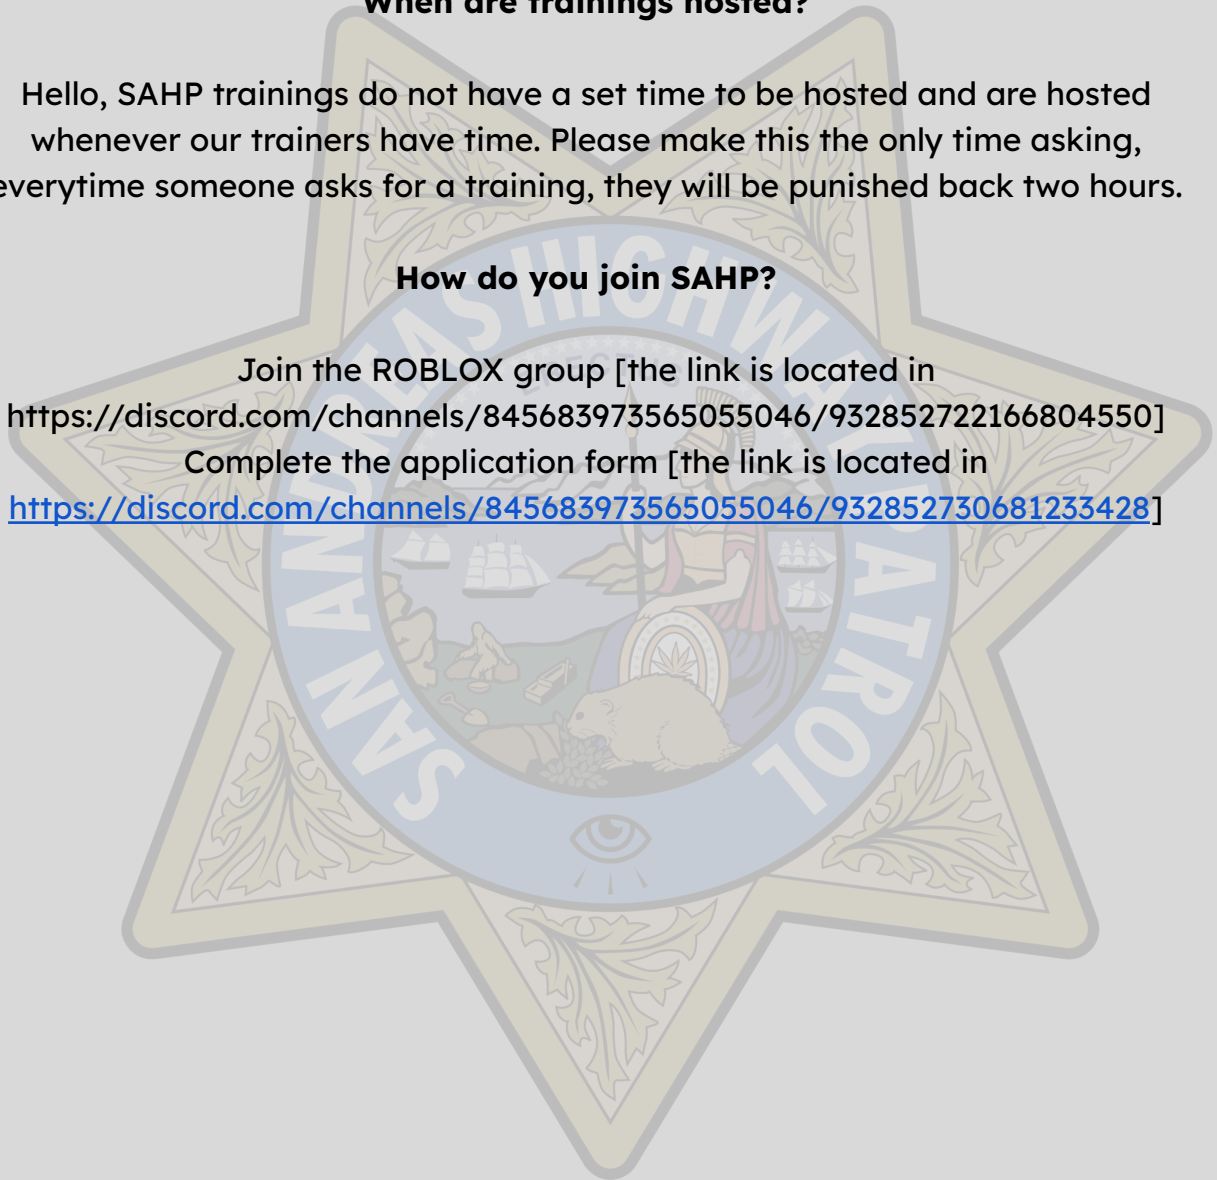 When are trainings hosted?
Hello, SAHP trainings do not have a set time to be hosted and are hosted
whenever our trainers have time. Please make this the only time asking,
everytime someone asks for a training, they will be punished back two hours.
How do you join SAHP?
Join the ROBLOX group [the link is located in
https://discord.com/channels/845683973565055046/932852722166804550]
Complete the application form [the link is located in
https://discord.com/channels/845683973565055046/932852730681233428]
SAN ANDREAS HIGHWAY PATROL